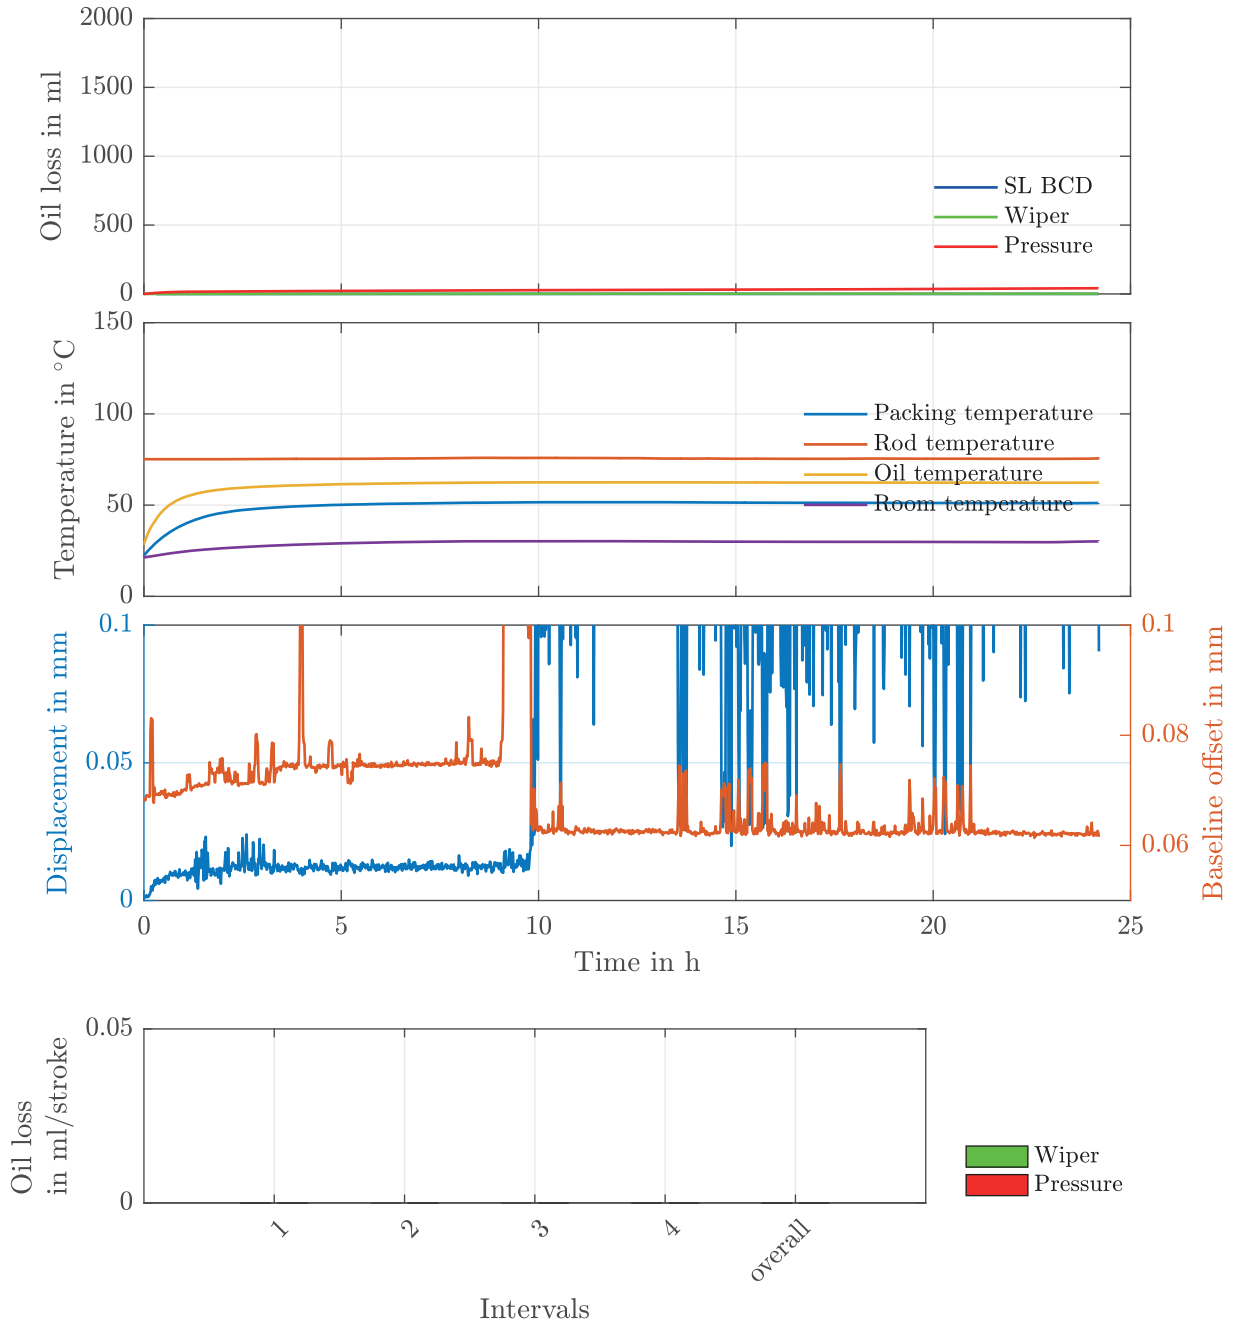 2000
1500
1000
500
0
Oil loss in ml
SL BCD
Wiper
Pressure
150
100
50
0
Temperature in °C
Packing temperature
Rod temperature
Oil temperature
Room temperature
0.1
0.05
0
Displacement in mm
0.1
0.08
0.06
Baseline offset in mm
0 5 10 15 20 25
Time in h
0.05
0
Oil loss
in ml/stroke
1 2 3 4 overall
Intervals
Wiper
Pressure